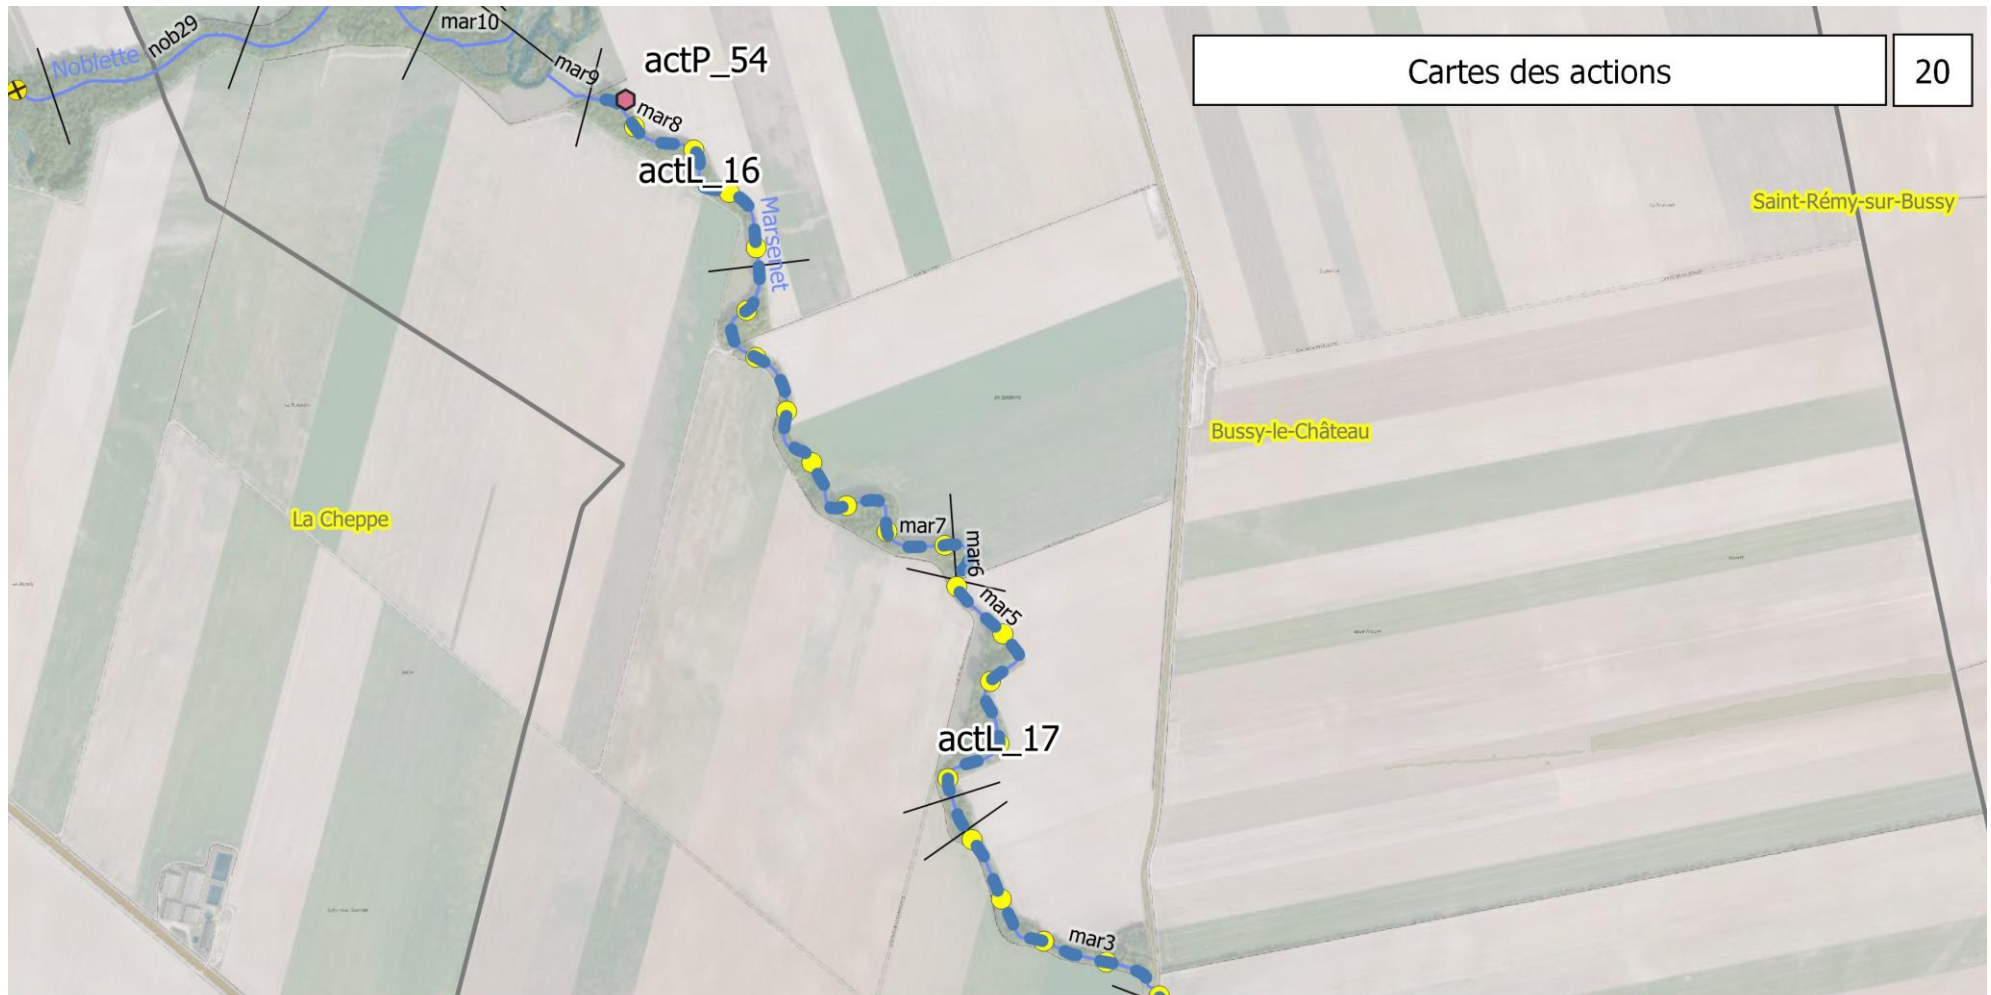 mar10
nob29
Noblette
mar9
actP_54
Cartes des actions
20
mar8
actL_16
Saint-Rémy-sur-Bussy
Marsenet
Bussy-le-Château
La Cheppe
mar7
mar6
mar5
actL_17
mar3